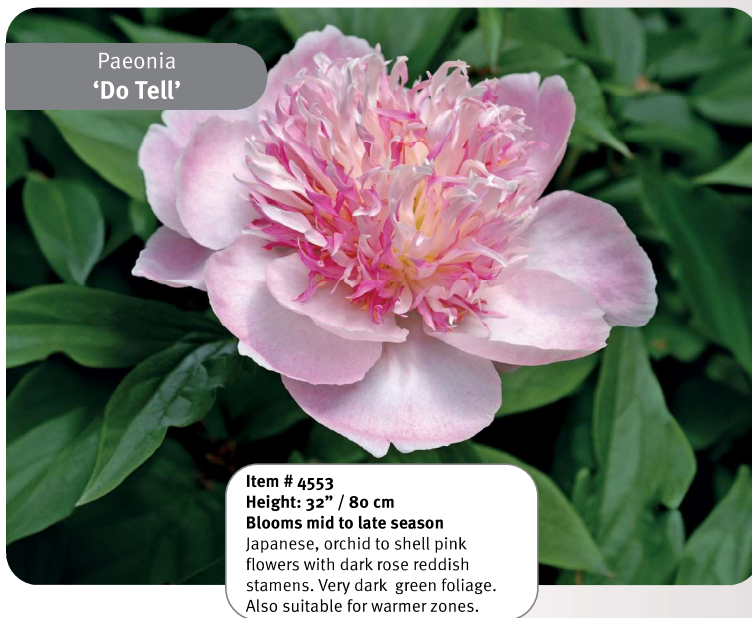 Paeonia
‘Do Tell’
Item # 4553
Height: 32” / 80 cm
Blooms mid to late season
Japanese, orchid to shell pink
flowers with dark rose reddish
stamens. Very dark green foliage.
Also suitable for warmer zones.